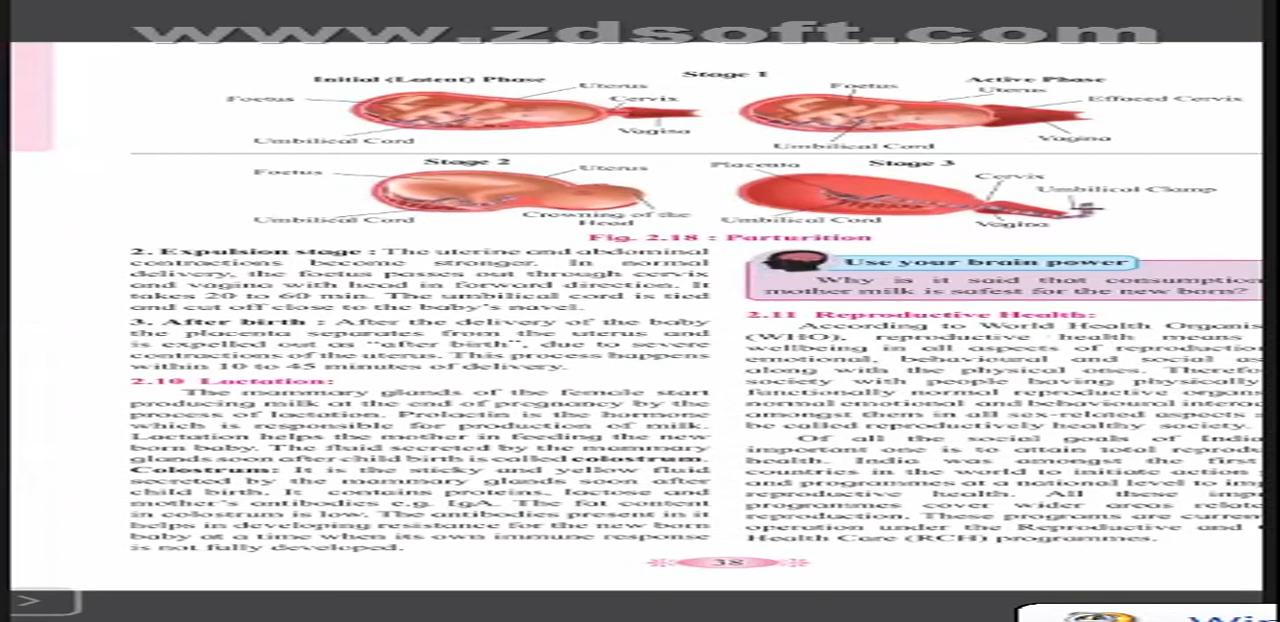 www.zdsoft.com
Stage 1
Initial (Latent) Phase
Foetus
Uterus
Cervix
Vagina
Umbilical Cord
Active Phase
Foetus
Uterus
Effaced Cervix
Vagina
Umbilical Cord
Stage 2
Foetus
Uterus
Umbilical Cord
Crowning of the
Head
Stage 3
Placenta
Cervix
Umbilical Clamp
Umbilical Cord
Vagina
Fig. 2.18 : Parturition
2. Expulsion stage : The uterine and abdominal
contractions become stronger. In normal
delivery, the foetus passes out through cervix
and vagina with head in forward direction. It
takes 20 to 60 min. The umbilical cord is tied
and cut off close to the baby's navel.
3. After birth : After the delivery of the baby
the placenta separates from the uterus and
is expelled out as "after birth", due to severe
contractions of the uterus. This process happens
within 10 to 45 minutes of delivery.
2.10 Lactation:
The mammary glands of the female start
producing milk at the end of pregnancy by the
process of lactation. Prolactin is the hormone
which is responsible for production of milk.
Lactation helps the mother in feeding the new
born baby. The fluid secreted by the mammary
glands soon after child birth is called colostrum.
Colostrum: It is the sticky and yellow fluid
secreted by the mammary glands soon after
child birth. It contains proteins, lactose and
mother's antibodies e.g. IgA. The fat content
in colostrum is low. The antibodies present in it
helps in developing resistance for the new born
baby at a time when its own immune response
is not fully developed.
Use your brain power
Why is it said that consumption
mother milk is safest for the new born?
2.11 Reproductive Health:
According to World Health Organis
(WHO), reproductive health means
wellbeing in all aspects of reproduction
emotional, behavioural and social as
along with the physical ones. Therefo
society with people having physically
functionally normal reproductive organs
normal emotional and behavioural intera
amongst them in all sex-related aspects
be called reproductively healthy society.
Of all the social goals of India
important one is to attain total reprodu
health. India was amongst the first
countries in the world to initiate action
and programmes at a national level to imp
reproductive health. All these imp
programmes cover wider areas relate
reproduction. These programs are curren
operation under the Reproductive and
Health Care (RCH) programmes.
38
>